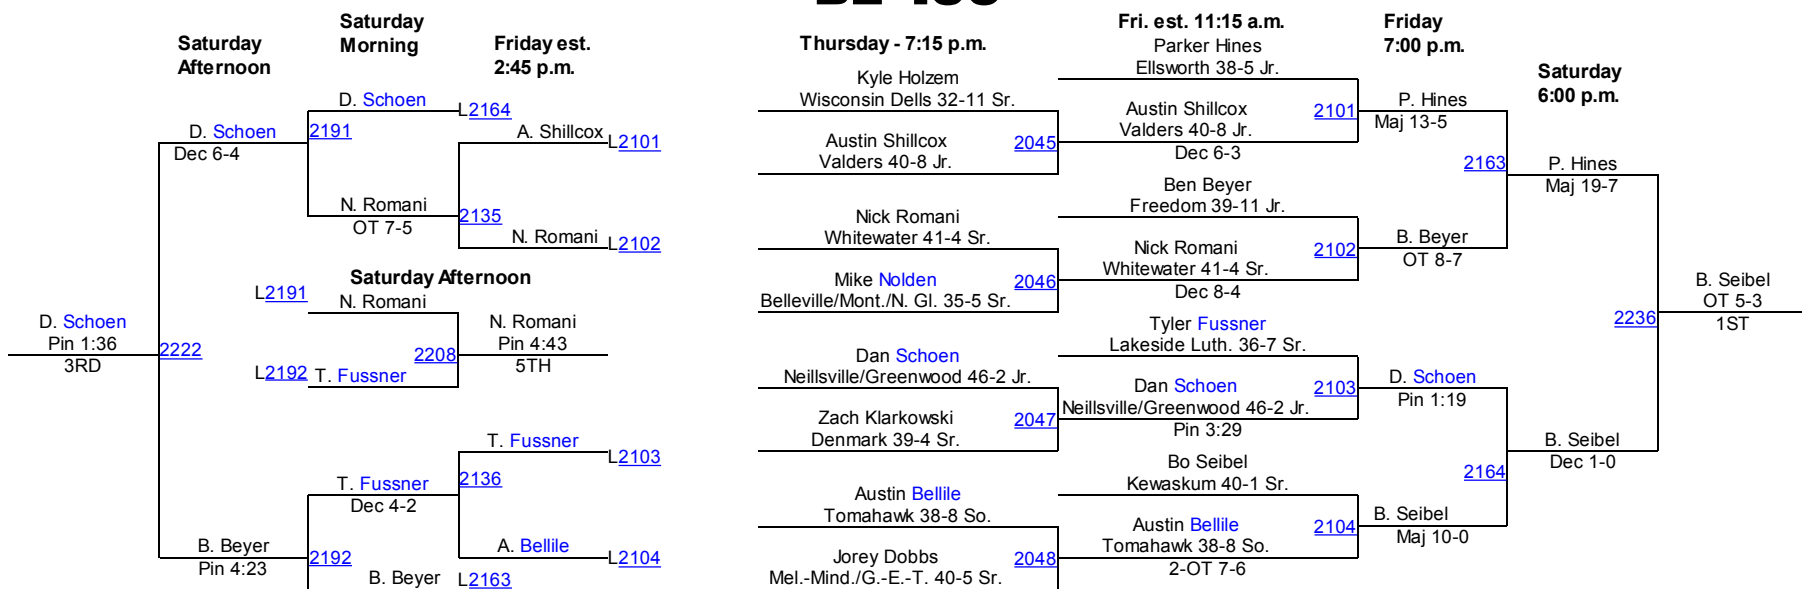 Saturday
Afternoon
Saturday
Morning
Friday est.
2:45 p.m.
D. Schoen
L2164
D. Schoen
2191
Dec 6-4
A. Shillcox
L2101
N. Romani
OT 7-5
2135
N. Romani
L2102
Saturday Afternoon
L2191
N. Romani
D. Schoen
Pin 1:36
3RD
2222
L2192
T. Fussner
2208
N. Romani
Pin 4:43
5TH
T. Fussner
L2103
T. Fussner
2136
Dec 4-2
A. Bellile
L2104
B. Beyer
Pin 4:23
2192
B. Beyer
L2163
Thursday - 7:15 p.m.
Kyle Holzem
Wisconsin Dells 32-11 Sr.
Austin Shillcox
Valders 40-8 Jr.
2045
Nick Romani
Whitewater 41-4 Sr.
Mike Nolden
Belleville/Mont./N. Gl. 35-5 Sr.
2046
Dan Schoen
Neillsville/Greenwood 46-2 Jr.
Zach Klarkowski
Denmark 39-4 Sr.
2047
Austin Bellile
Tomahawk 38-8 So.
Jorey Dobbs
Mel.-Mind./G.-E.-T. 40-5 Sr.
2048
Fri. est. 11:15 a.m.
Parker Hines
Ellsworth 38-5 Jr.
Austin Shillcox
Valders 40-8 Jr.
Dec 6-3
2101
Ben Beyer
Freedom 39-11 Jr.
Nick Romani
Whitewater 41-4 Sr.
Dec 8-4
2102
Tyler Fussner
Lakeside Luth. 36-7 Sr.
Dan Schoen
Neillsville/Greenwood 46-2 Jr.
Pin 3:29
2103
Bo Seibel
Kewaskum 40-1 Sr.
Austin Bellile
Tomahawk 38-8 So.
2-OT 7-6
2104
Friday
7:00 p.m.
P. Hines
Maj 13-5
2163
B. Beyer
OT 8-7
D. Schoen
Pin 1:19
2164
B. Seibel
Maj 10-0
Saturday
6:00 p.m.
P. Hines
Maj 19-7
2236
B. Seibel
Dec 1-0
B. Seibel
OT 5-3
1ST